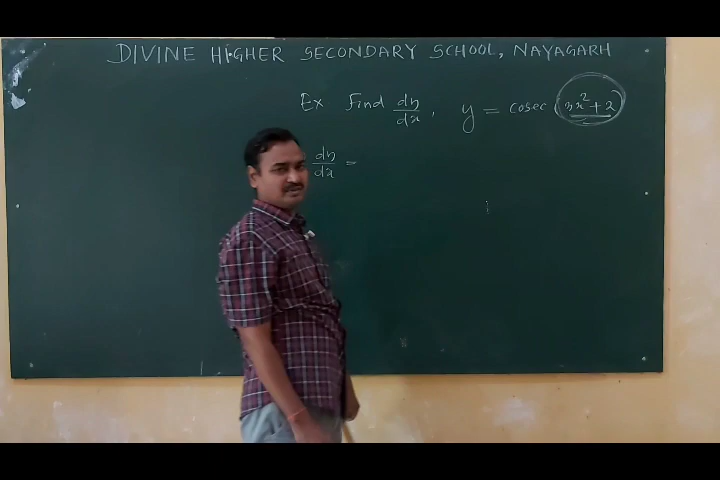 DIVINE HIGHER SECONDARY SCHOOL, NAYAGARH
Ex Find dy/dx, y = cosec (3x²+2)
dy/dx =